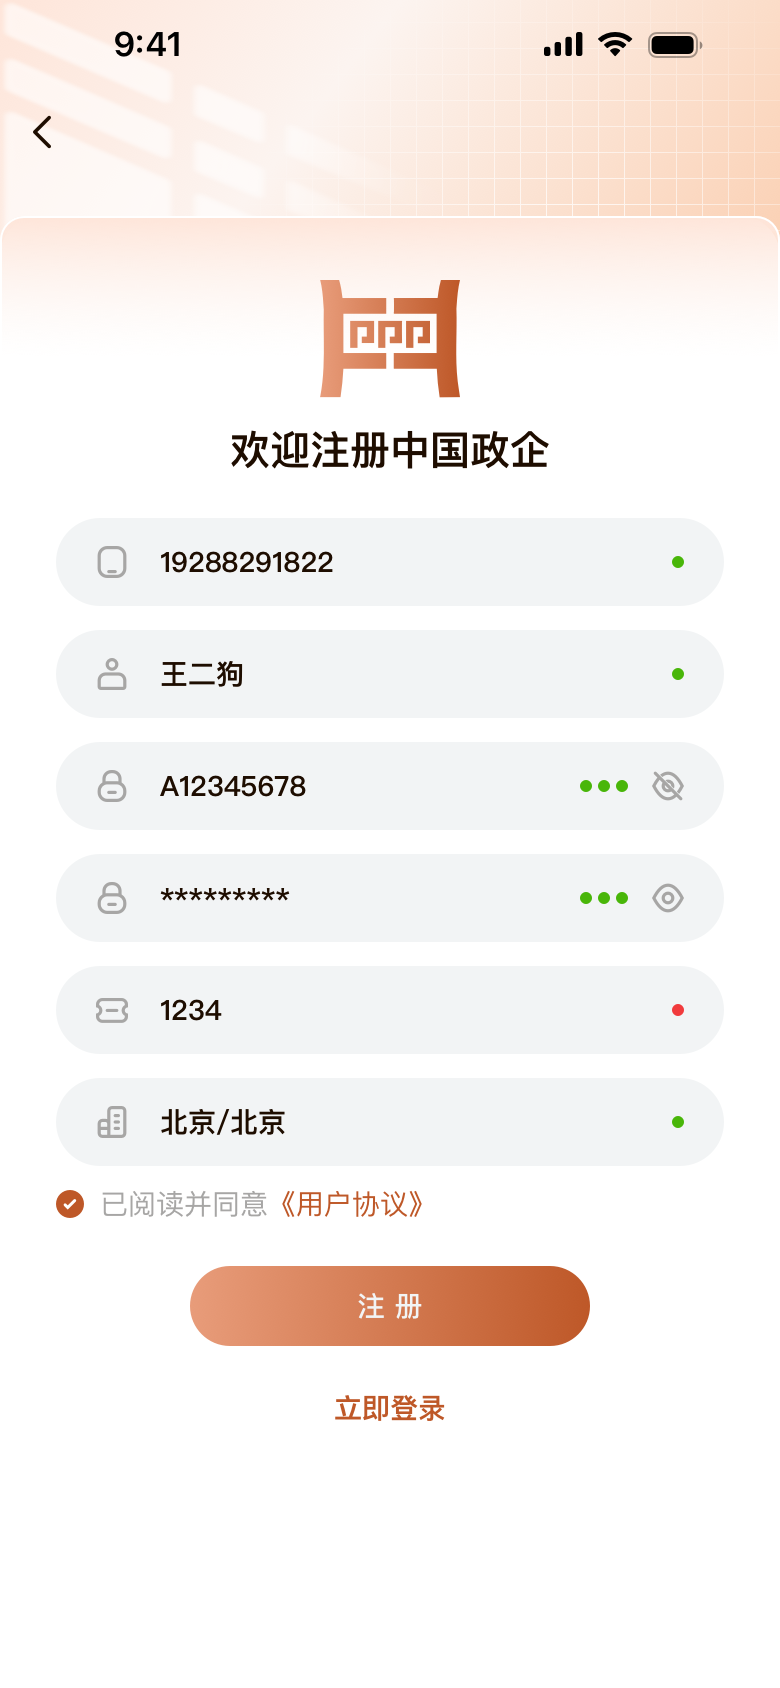 9:41
欢迎注册中国政企
19288291822
王二狗
A12345678
*********
1234
北京/北京
已阅读并同意《用户协议》
注 册
立即登录